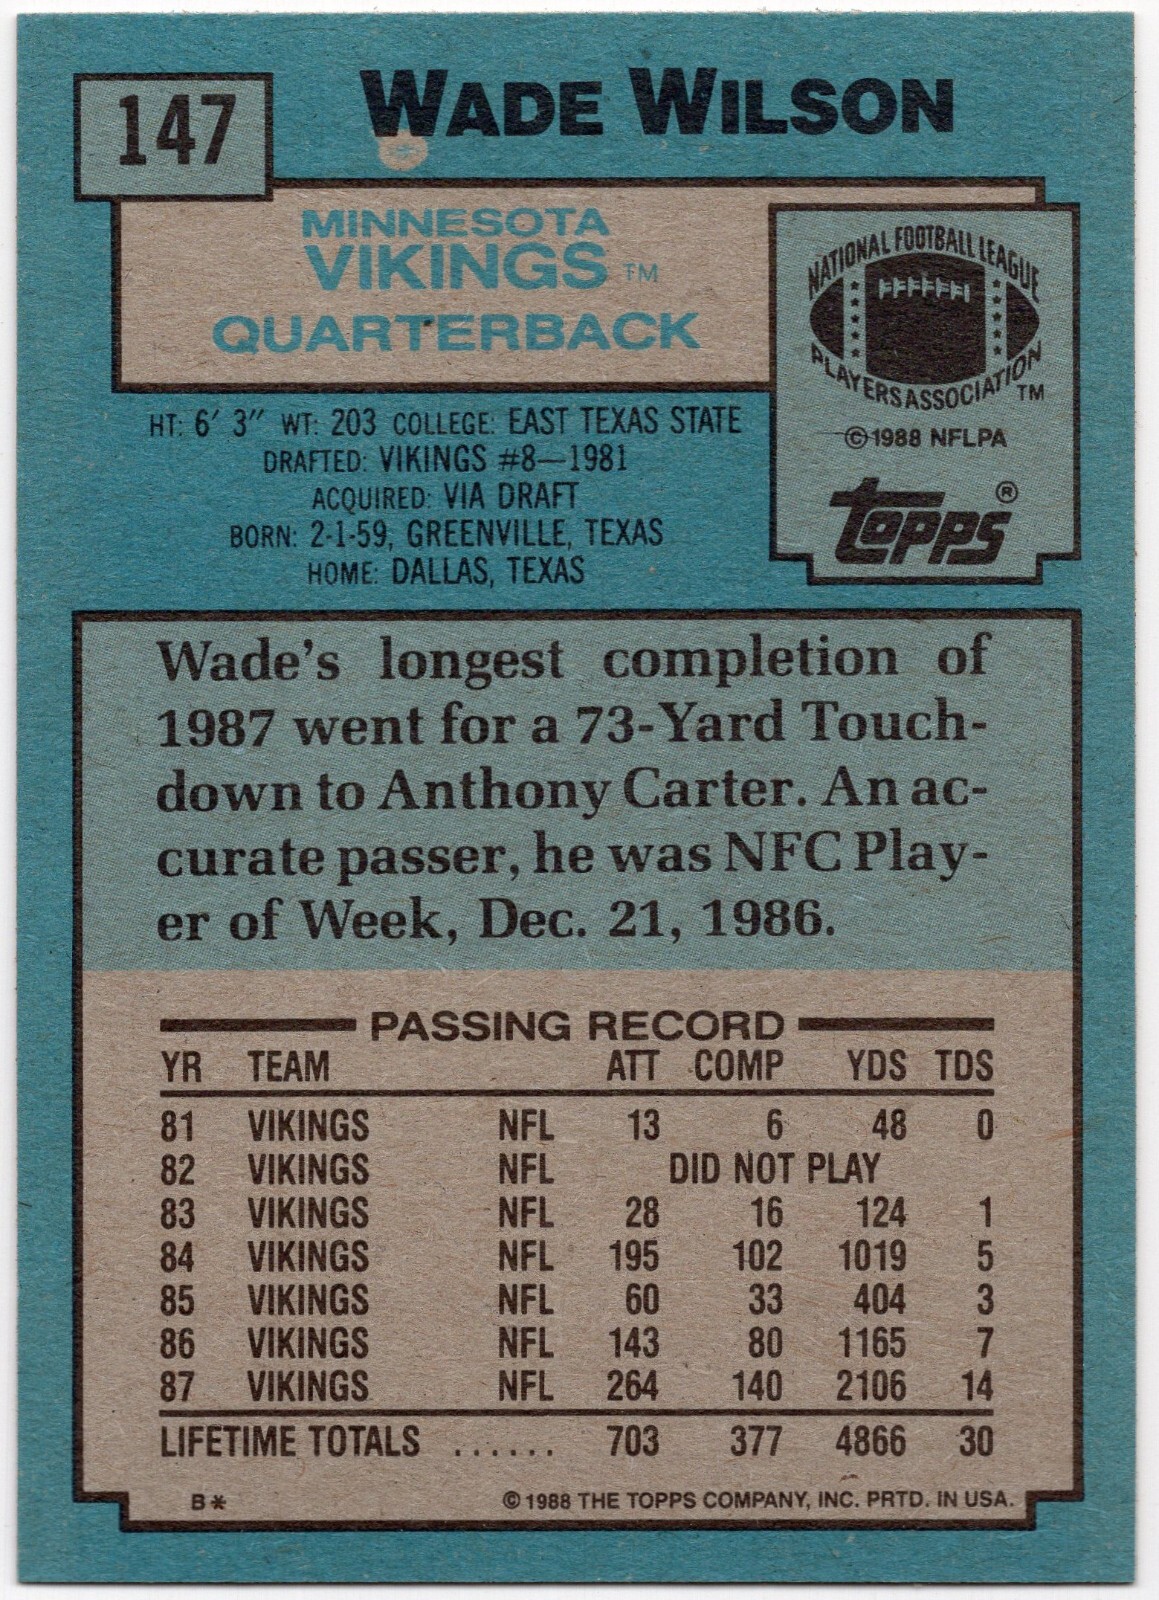 147
WADE WILSON
MINNESOTA
VIKINGS TM
QUARTERBACK
NATIONAL FOOTBALL LEAGUE
PLAYERS ASSOCIATION TM
©1988 NFLPA
Topps ®
HT: 6' 3" WT: 203 COLLEGE: EAST TEXAS STATE
DRAFTED: VIKINGS #8—1981
ACQUIRED: VIA DRAFT
BORN: 2-1-59, GREENVILLE, TEXAS
HOME: DALLAS, TEXAS
Wade's longest completion of
1987 went for a 73-Yard Touch-
down to Anthony Carter. An ac-
curate passer, he was NFC Play-
er of Week, Dec. 21, 1986.
PASSING RECORD
YR TEAM ATT COMP YDS TDS
81 VIKINGS NFL 13 6 48 0
82 VIKINGS NFL DID NOT PLAY
83 VIKINGS NFL 28 16 124 1
84 VIKINGS NFL 195 102 1019 5
85 VIKINGS NFL 60 33 404 3
86 VIKINGS NFL 143 80 1165 7
87 VIKINGS NFL 264 140 2106 14
LIFETIME TOTALS ...... 703 377 4866 30
B* © 1988 THE TOPPS COMPANY, INC. PRTD. IN USA.